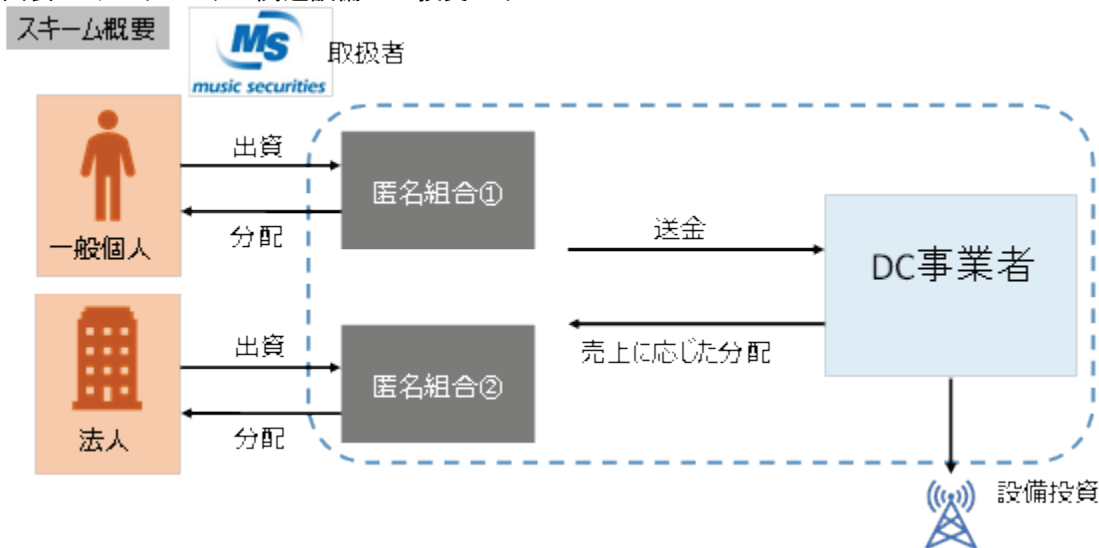 スキーム概要
Ms
music securities
取扱者
出資
匿名組合①
分配
一般個人
送金
DC事業者
売上に応じた分配
出資
匿名組合②
分配
法人
設備投資